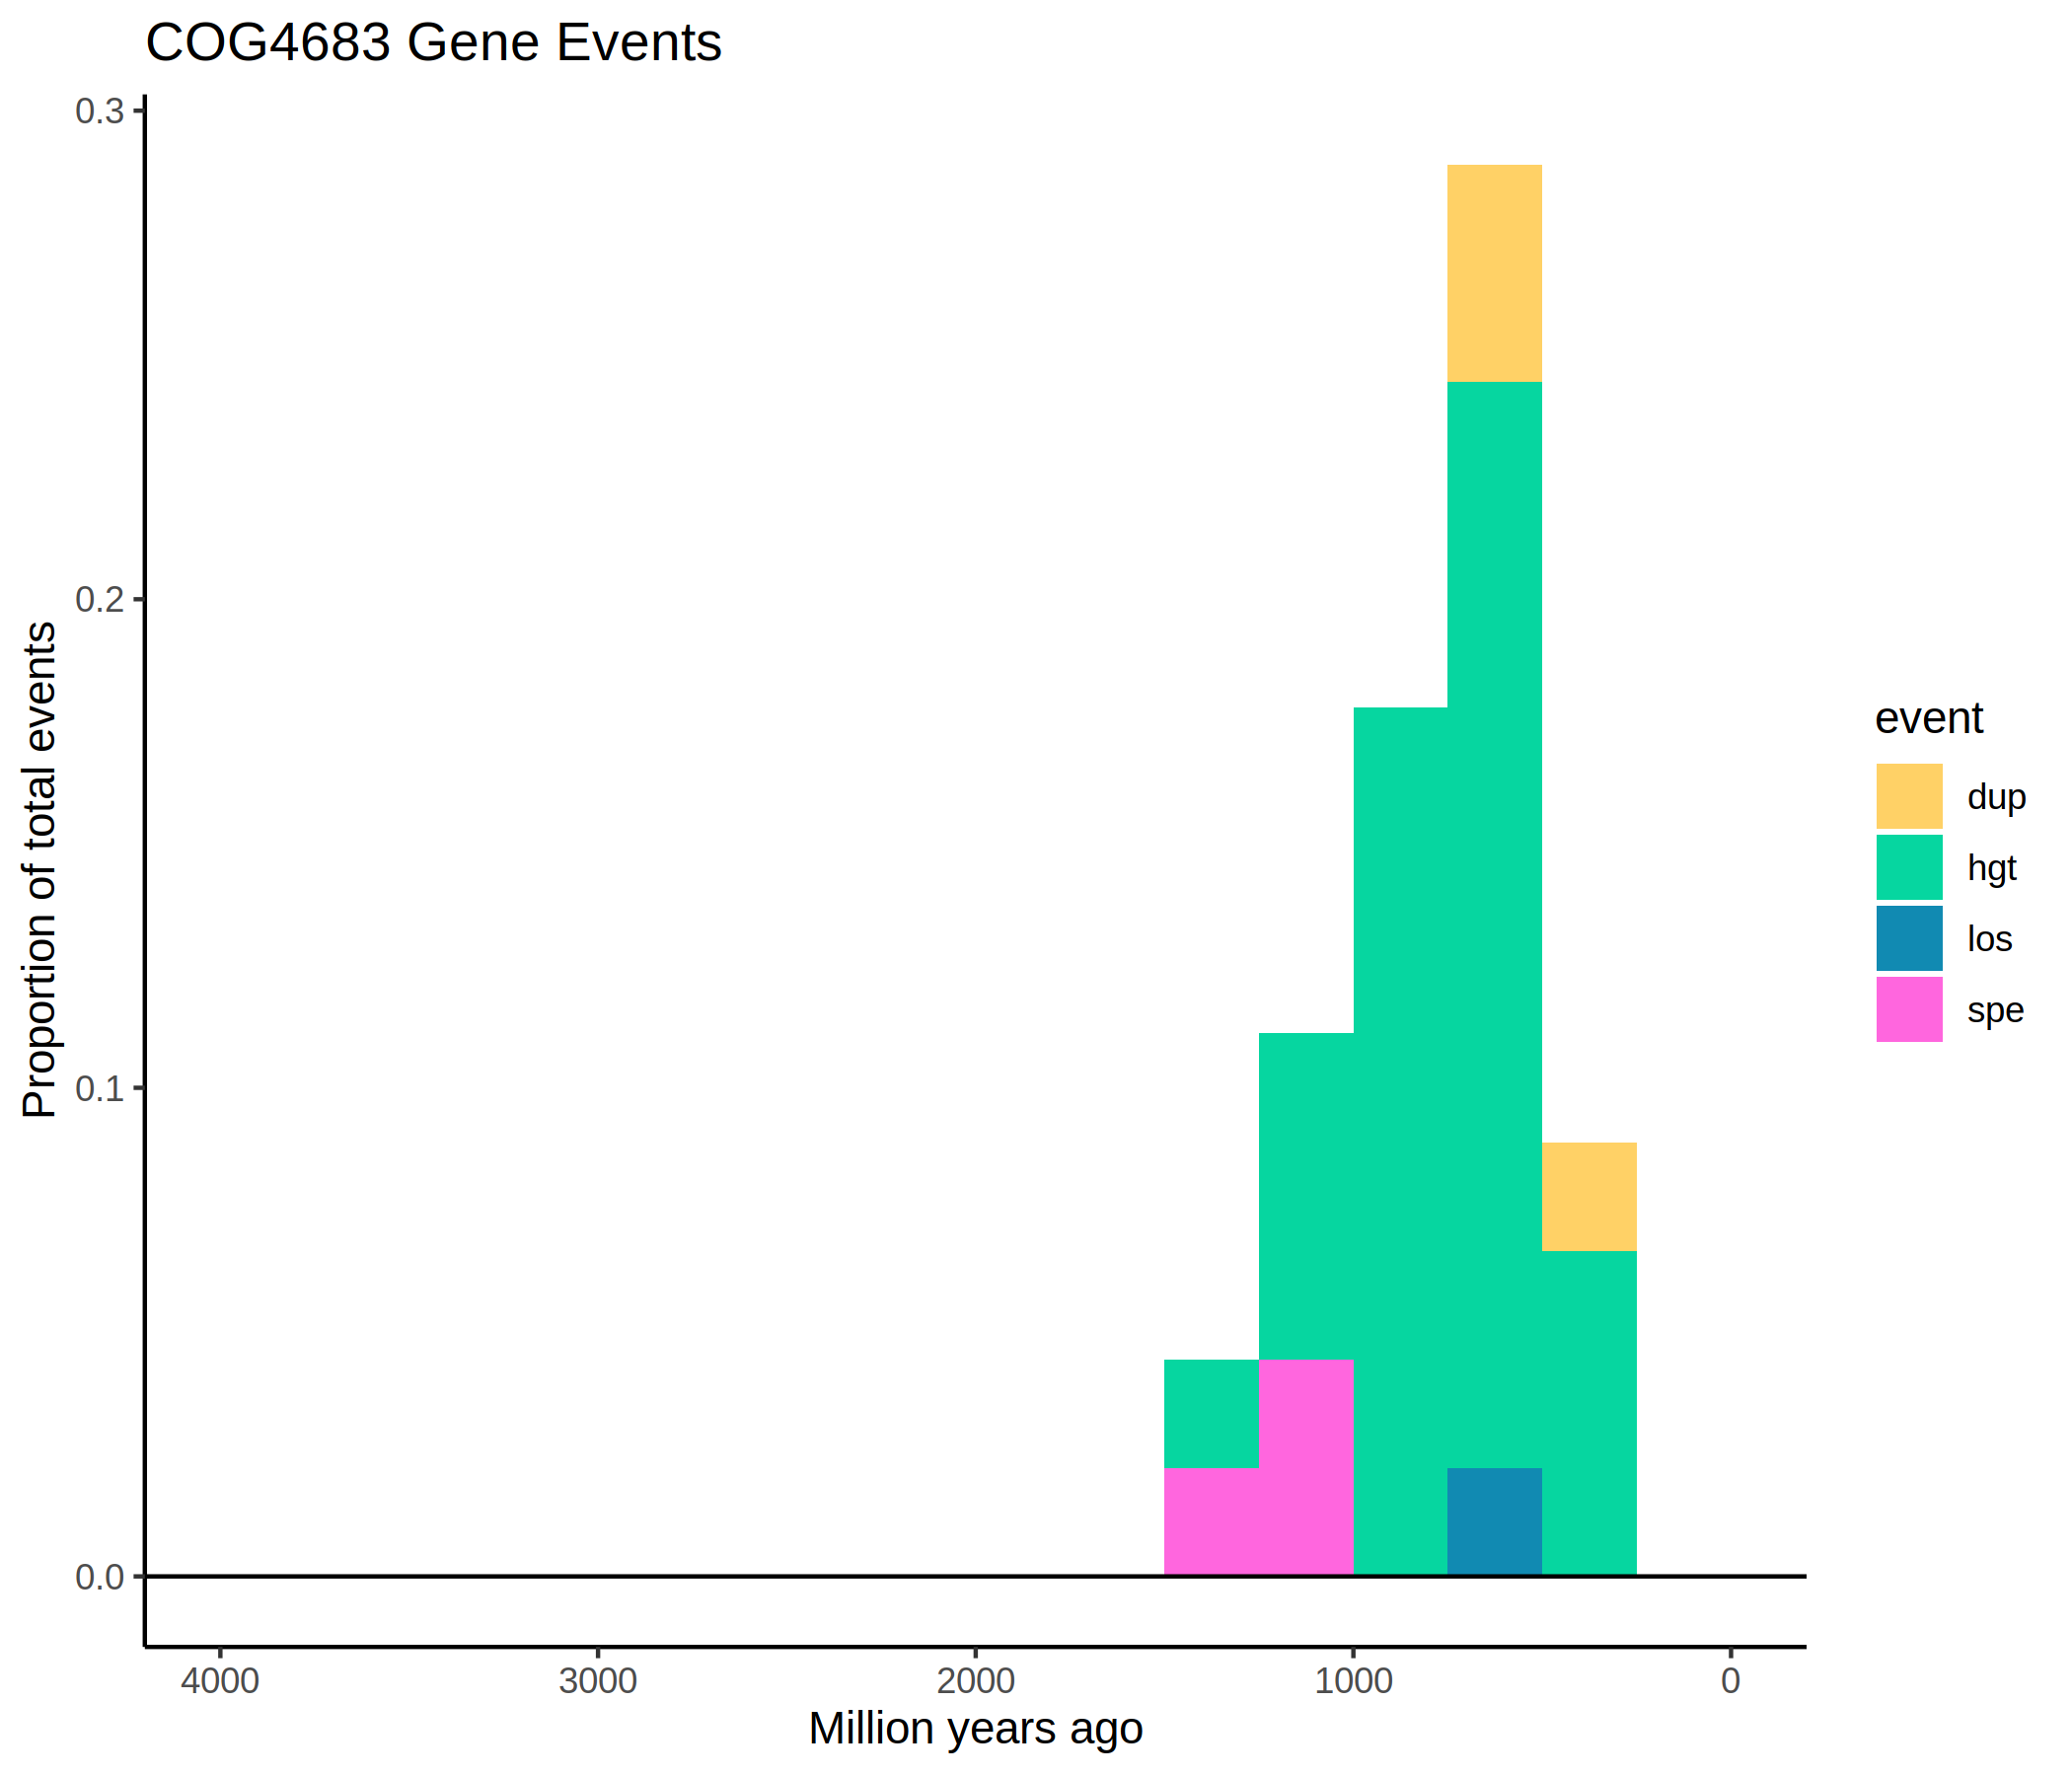 COG4683 Gene Events
0.3
0.2
0.1
0.0
Proportion of total events
4000 3000 2000 1000 0
Million years ago
event
dup
hgt
los
spe